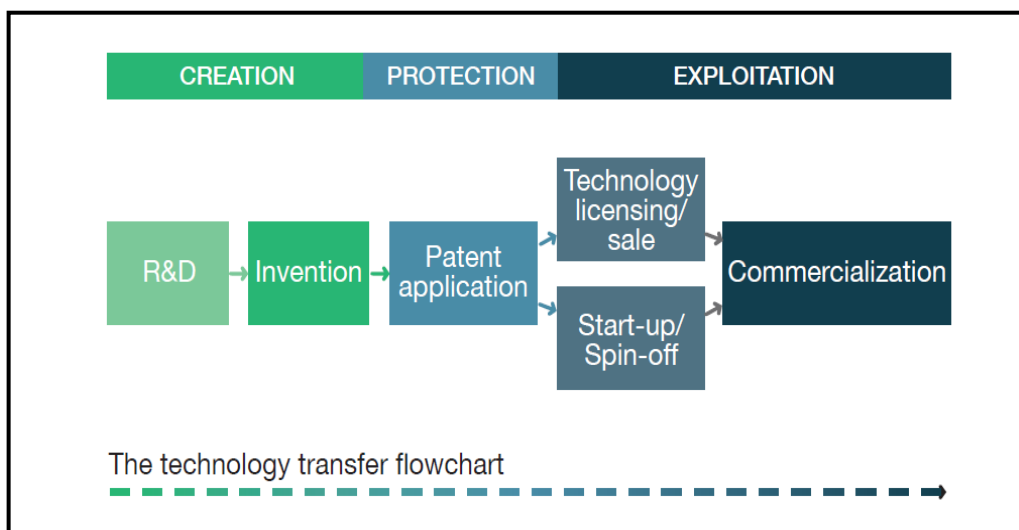 CREATION
PROTECTION
EXPLOITATION
R&D
Invention
Patent
application
Technology
licensing/
sale
Start-up/
Spin-off
Commercialization
The technology transfer flowchart